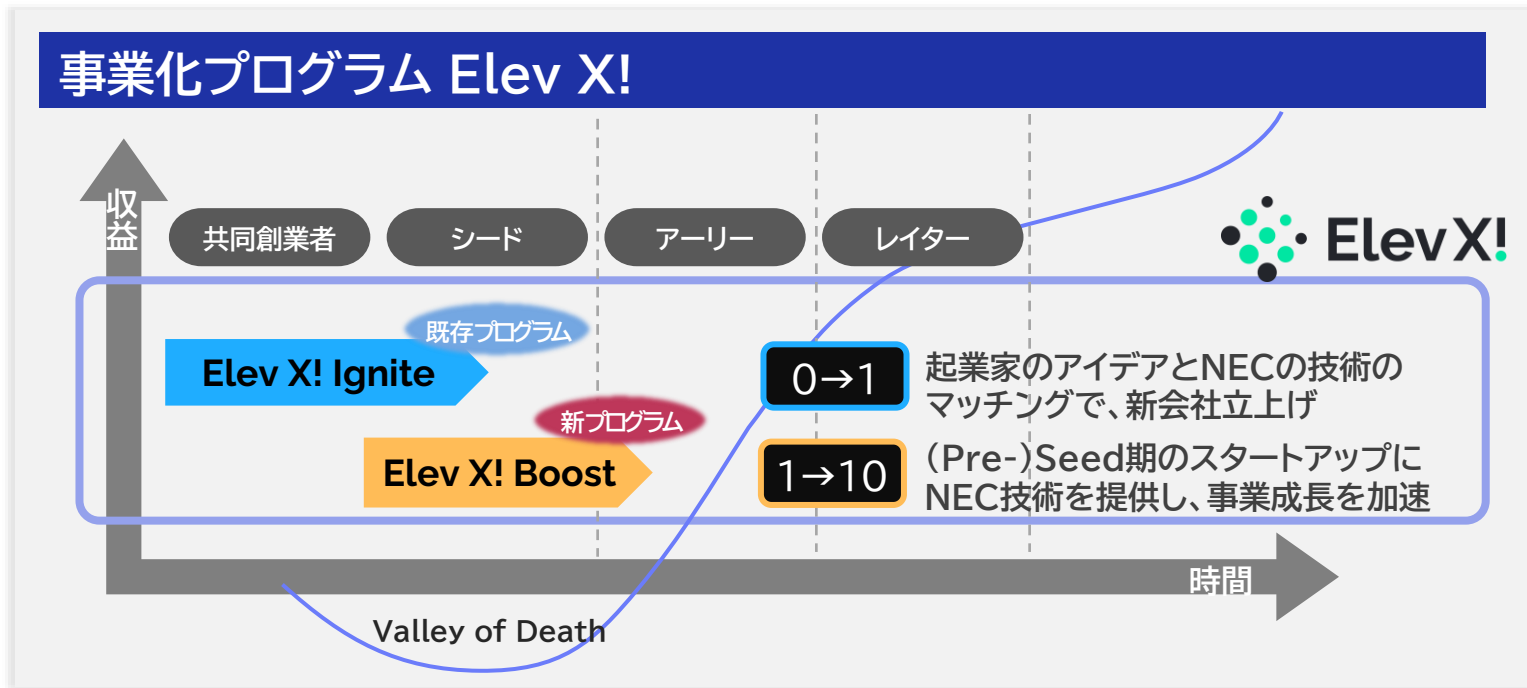 事業化プログラム Elev X!
収益
共同創業者
シード
アーリー
レイター
ElevX!
既存プログラム
Elev X! Ignite
0→1
起業家のアイデアとNECの技術の
マッチングで、新会社立上げ
新プログラム
Elev X! Boost
1→10
(Pre-)Seed期のスタートアップに
NEC技術を提供し、事業成長を加速
時間
Valley of Death